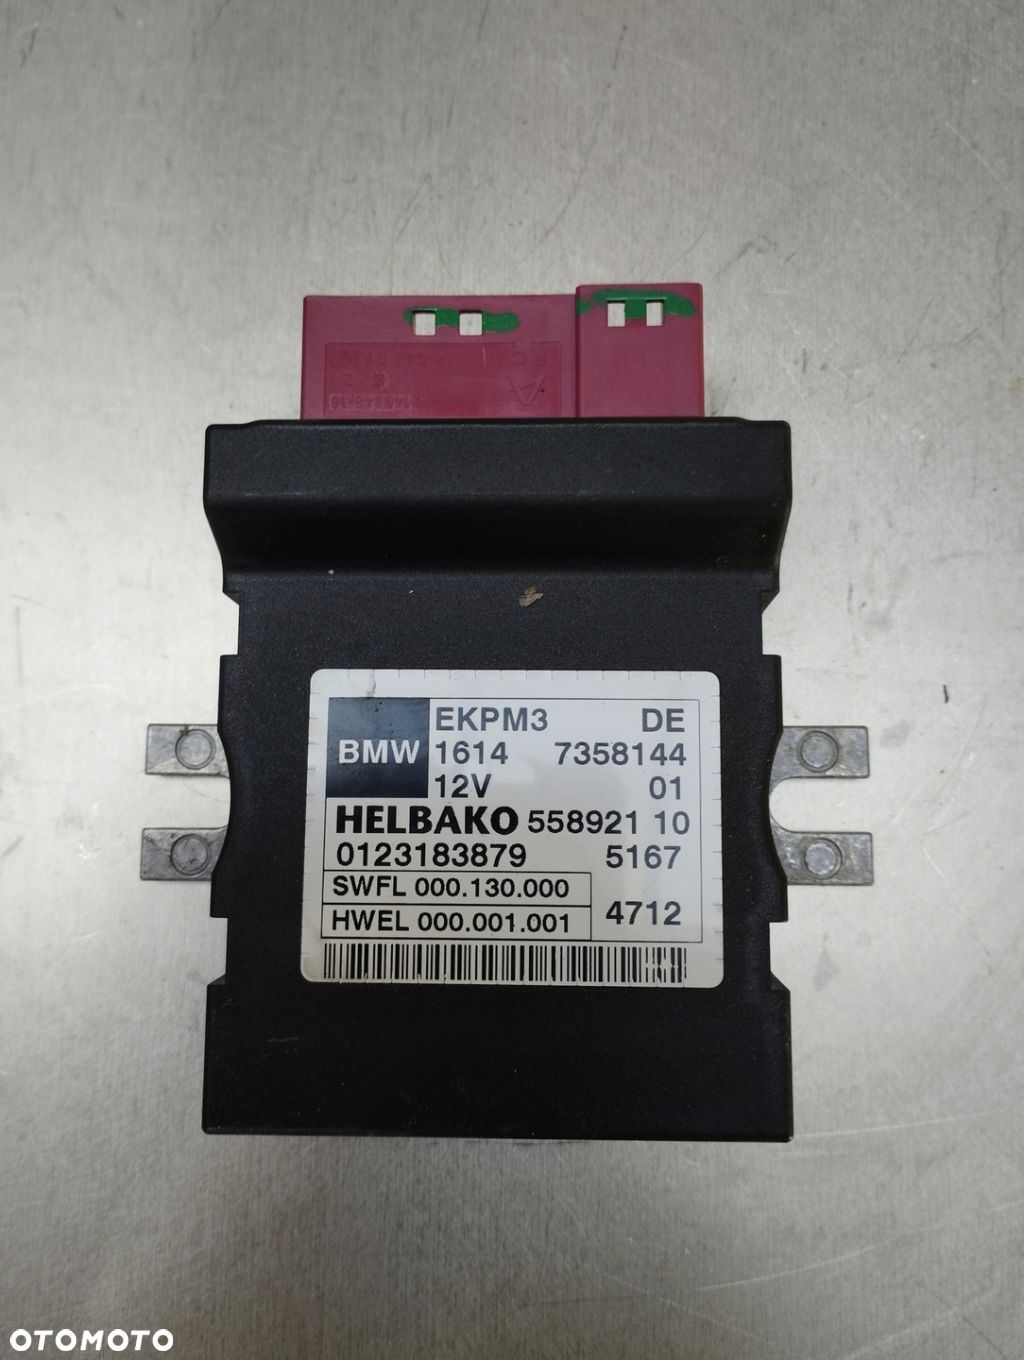 EKPM3 DE
BMW 1614 7358144
12V 01
HELBAKO 558921 10
0123183879 5167
SWFL 000.130.000
4712
HWEL 000.001.001
OTOMOTO